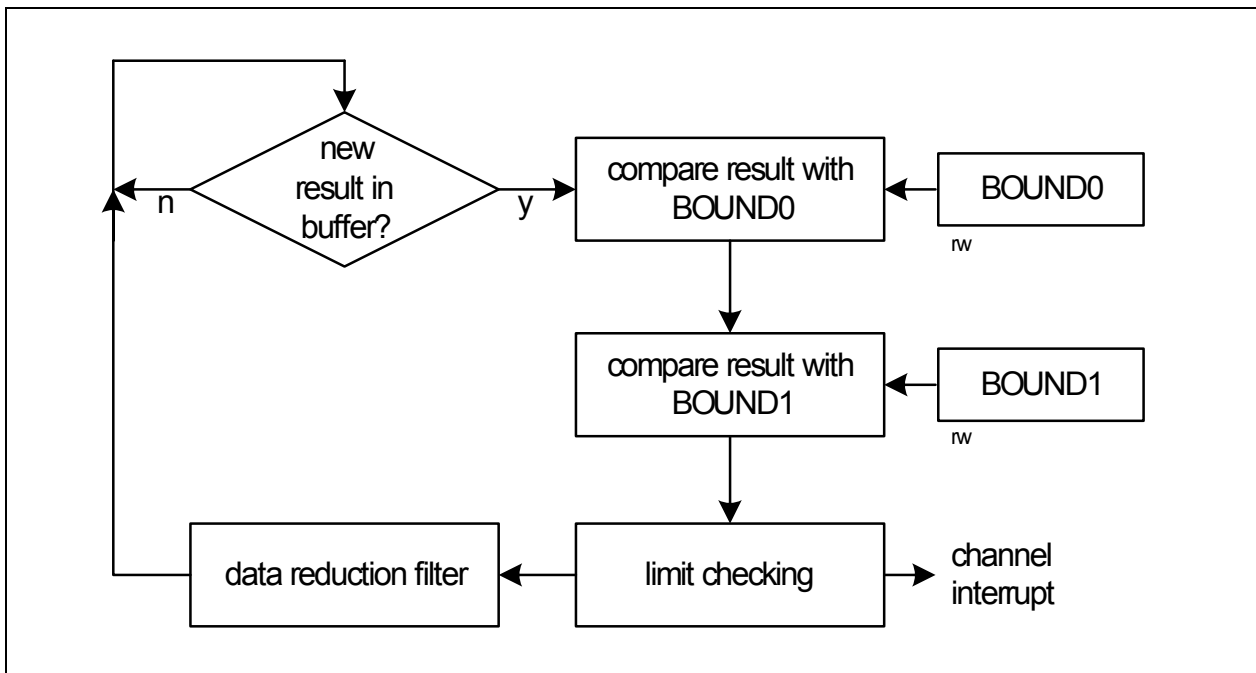 new
result in
buffer?
n
y
compare result with
BOUND0
BOUND0
rw
compare result with
BOUND1
BOUND1
rw
data reduction filter
limit checking
channel
interrupt